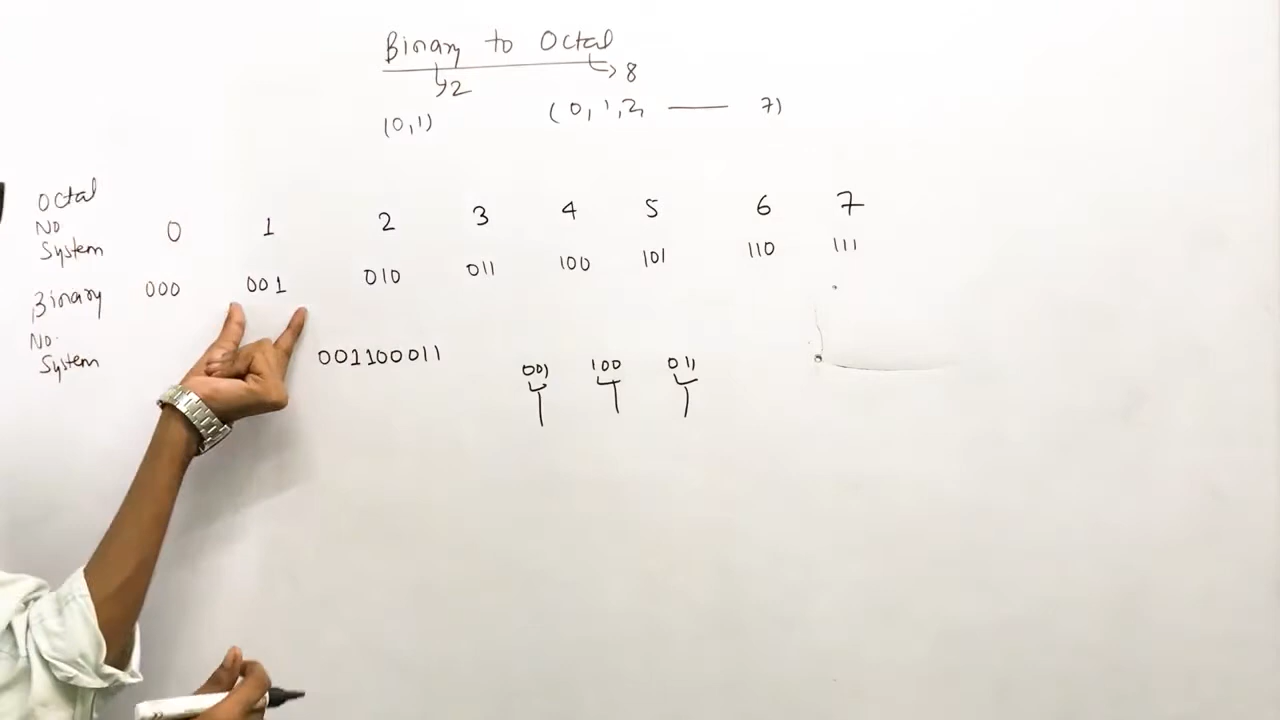 Binary to Octal
2
8
(0,1)
(0,1,2, — 7)
Octal
No
System
0 1 2 3 4 5 6 7
Binary
No.
System
000 001 010 011 100 101 110 111
001100011
001 100 011